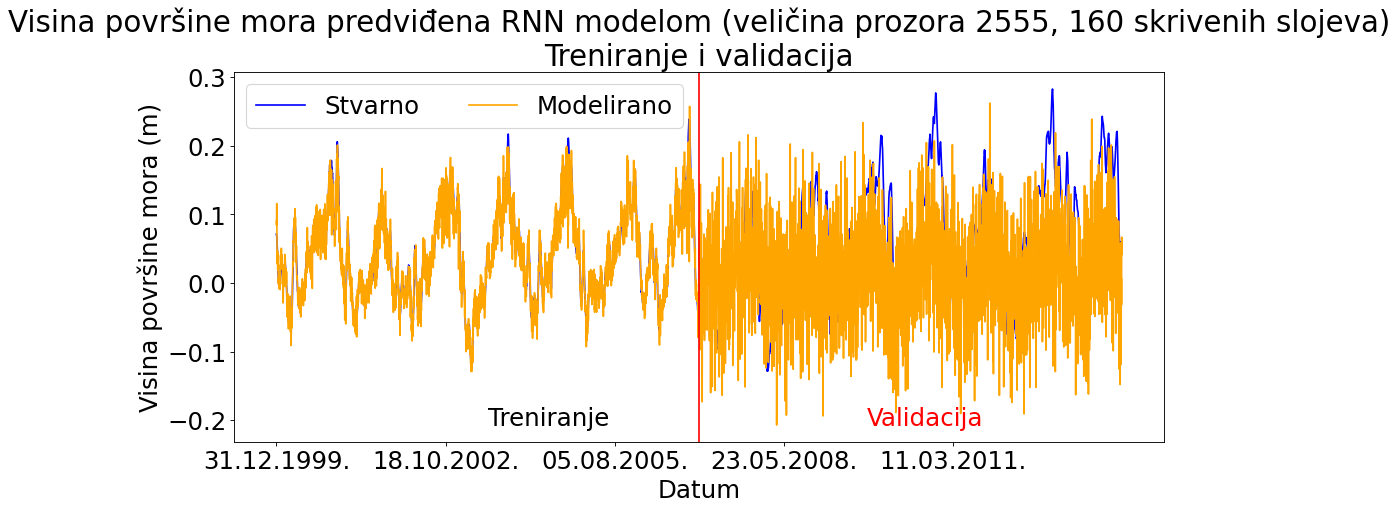 Visina površine mora predviđena RNN modelom (veličina prozora 2555, 160 skrivenih slojeva)
Treniranje i validacija
Stvarno
Modelirano
Visina površine mora (m)
0.3
0.2
0.1
0.0
−0.1
−0.2
Treniranje
Validacija
31.12.1999.
18.10.2002.
05.08.2005.
23.05.2008.
11.03.2011.
Datum